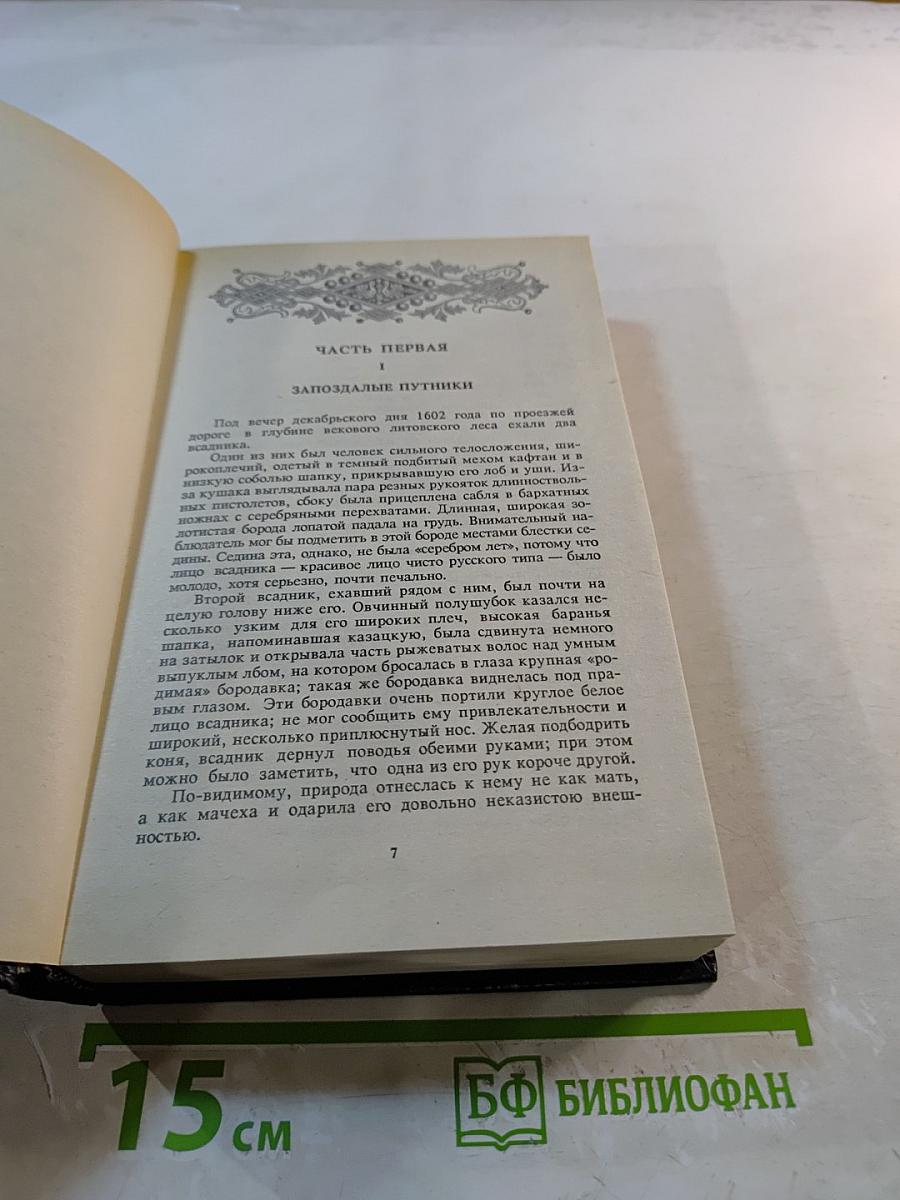 ЧАСТЬ ПЕРВАЯ
I
ЗАПОЗДАЛЫЕ ПУТНИКИ
Под вечер декабрьского дня 1602 года по проезжей
дороге в глубине векового литовского леса ехали два
всадника.
Один из них был человек сильного телосложения, ши-
рокоплечий, одетый в темный подбитый мехом кафтан и в
низкую соболью шапку, прикрывавшую его лоб и уши. Из-
за кушака выглядывала пара резных рукояток длинностволь-
ных пистолетов, сбоку была прицеплена сабля в бархатных
ножнах с серебряными перехватами. Длинная, широкая зо-
лотистая борода лопатой падала на грудь. Внимательный на-
блюдатель мог бы подметить в этой бороде местами блестки се-
дины. Седина эта, однако, не была «серебром лет», потому что
лицо всадника — красивое лицо чисто русского типа — было
молодо, хотя серьезно, почти печально.
Второй всадник, ехавший рядом с ним, был почти на
целую голову ниже его. Овчинный полушубок казался не-
сколько узким для его широких плеч, высокая баранья
шапка, напоминавшая казацкую, была сдвинута немного
на затылок и открывала часть рыжеватых волос над умным
выпуклым лбом, на котором бросалась в глаза крупная «ро-
димая» бородавка; такая же бородавка виднелась под пра-
вым глазом. Эти бородавки очень портили круглое белое
лицо всадника; не мог сообщить ему привлекательности и
широкий, несколько приплюснутый нос. Желая подбодрить
коня, всадник дернул поводья обеими руками; при этом
можно было заметить, что одна из его рук короче другой.
По-видимому, природа отнеслась к нему не как мать,
а как мачеха и одарила его довольно неказистою внеш-
ностью.
7
15 см
БФ БИБЛИОФАН